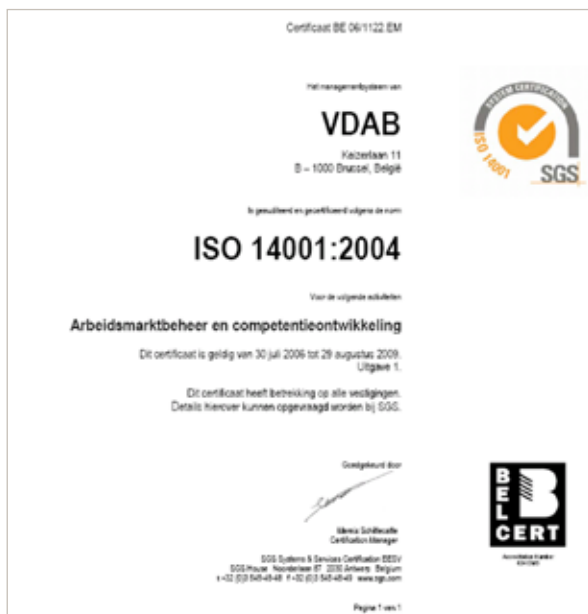 Certificaat BE 06/1122.EM
Het managementsysteem van
VDAB
Keizerlaan 11
B – 1000 Brussel, België
SYSTEM CERTIFICATION
ISO 14001
SGS
Is geauditeerd en gecertificeerd volgens de norm
ISO 14001:2004
Voor de volgende activiteiten
Arbeidsmarktbeheer en competentieontwikkeling
Dit certificaat is geldig van 30 juli 2006 tot 29 augustus 2009.
Uitgave 1.
Dit certificaat heeft betrekking op alle vestigingen.
Details hierover kunnen opgevraagd worden bij SGS.
Goedgekeurd door
Certification Manager
SGS Systems & Services Certification EESV
SGS House Noorderlaan 87 2030 Antwerp Belgium
www.sgs.com
BEL
CERT
Accreditation Number
Pagina 1 van 1